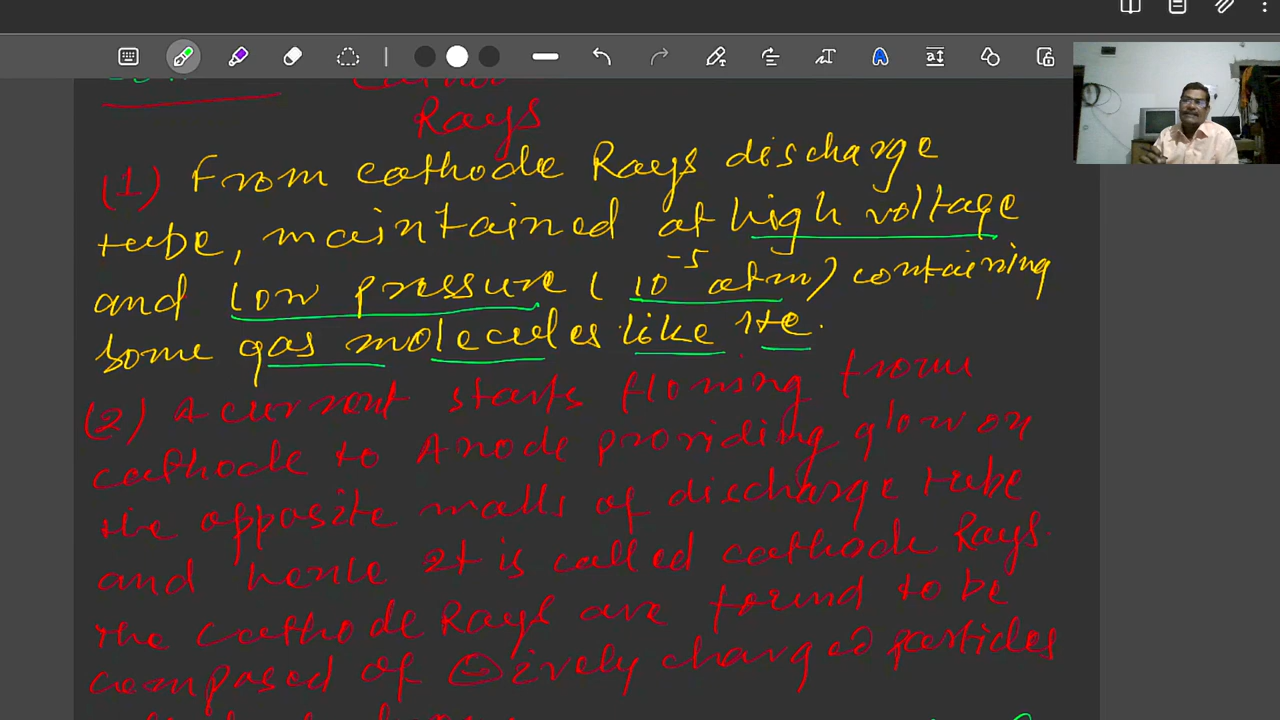 Rays
(1) From cathode Rays discharge
tube, maintained at high voltage
and low pressure ( 10⁻⁵ atm) containing
some gas molecules like He.
(2) A current starts flowing from
cathode to Anode providing glow on
the opposite walls of discharge tube
and hence It is called cathode Rays.
The Cathode Rays are found to be
composed of ⊖ively charged particles